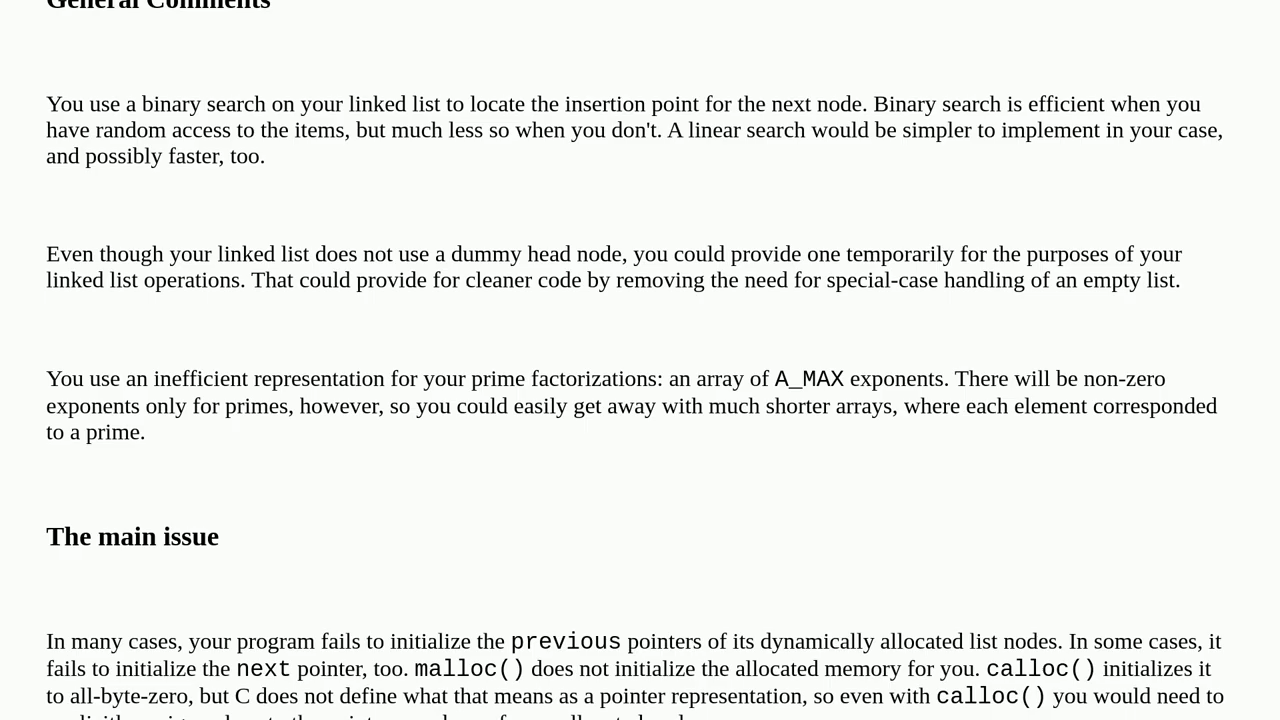 General Comments
You use a binary search on your linked list to locate the insertion point for the next node. Binary search is efficient when you
have random access to the items, but much less so when you don't. A linear search would be simpler to implement in your case,
and possibly faster, too.
Even though your linked list does not use a dummy head node, you could provide one temporarily for the purposes of your
linked list operations. That could provide for cleaner code by removing the need for special-case handling of an empty list.
You use an inefficient representation for your prime factorizations: an array of A_MAX exponents. There will be non-zero
exponents only for primes, however, so you could easily get away with much shorter arrays, where each element corresponded
to a prime.
The main issue
In many cases, your program fails to initialize the previous pointers of its dynamically allocated list nodes. In some cases, it
fails to initialize the next pointer, too. malloc() does not initialize the allocated memory for you. calloc() initializes it
to all-byte-zero, but C does not define what that means as a pointer representation, so even with calloc() you would need to